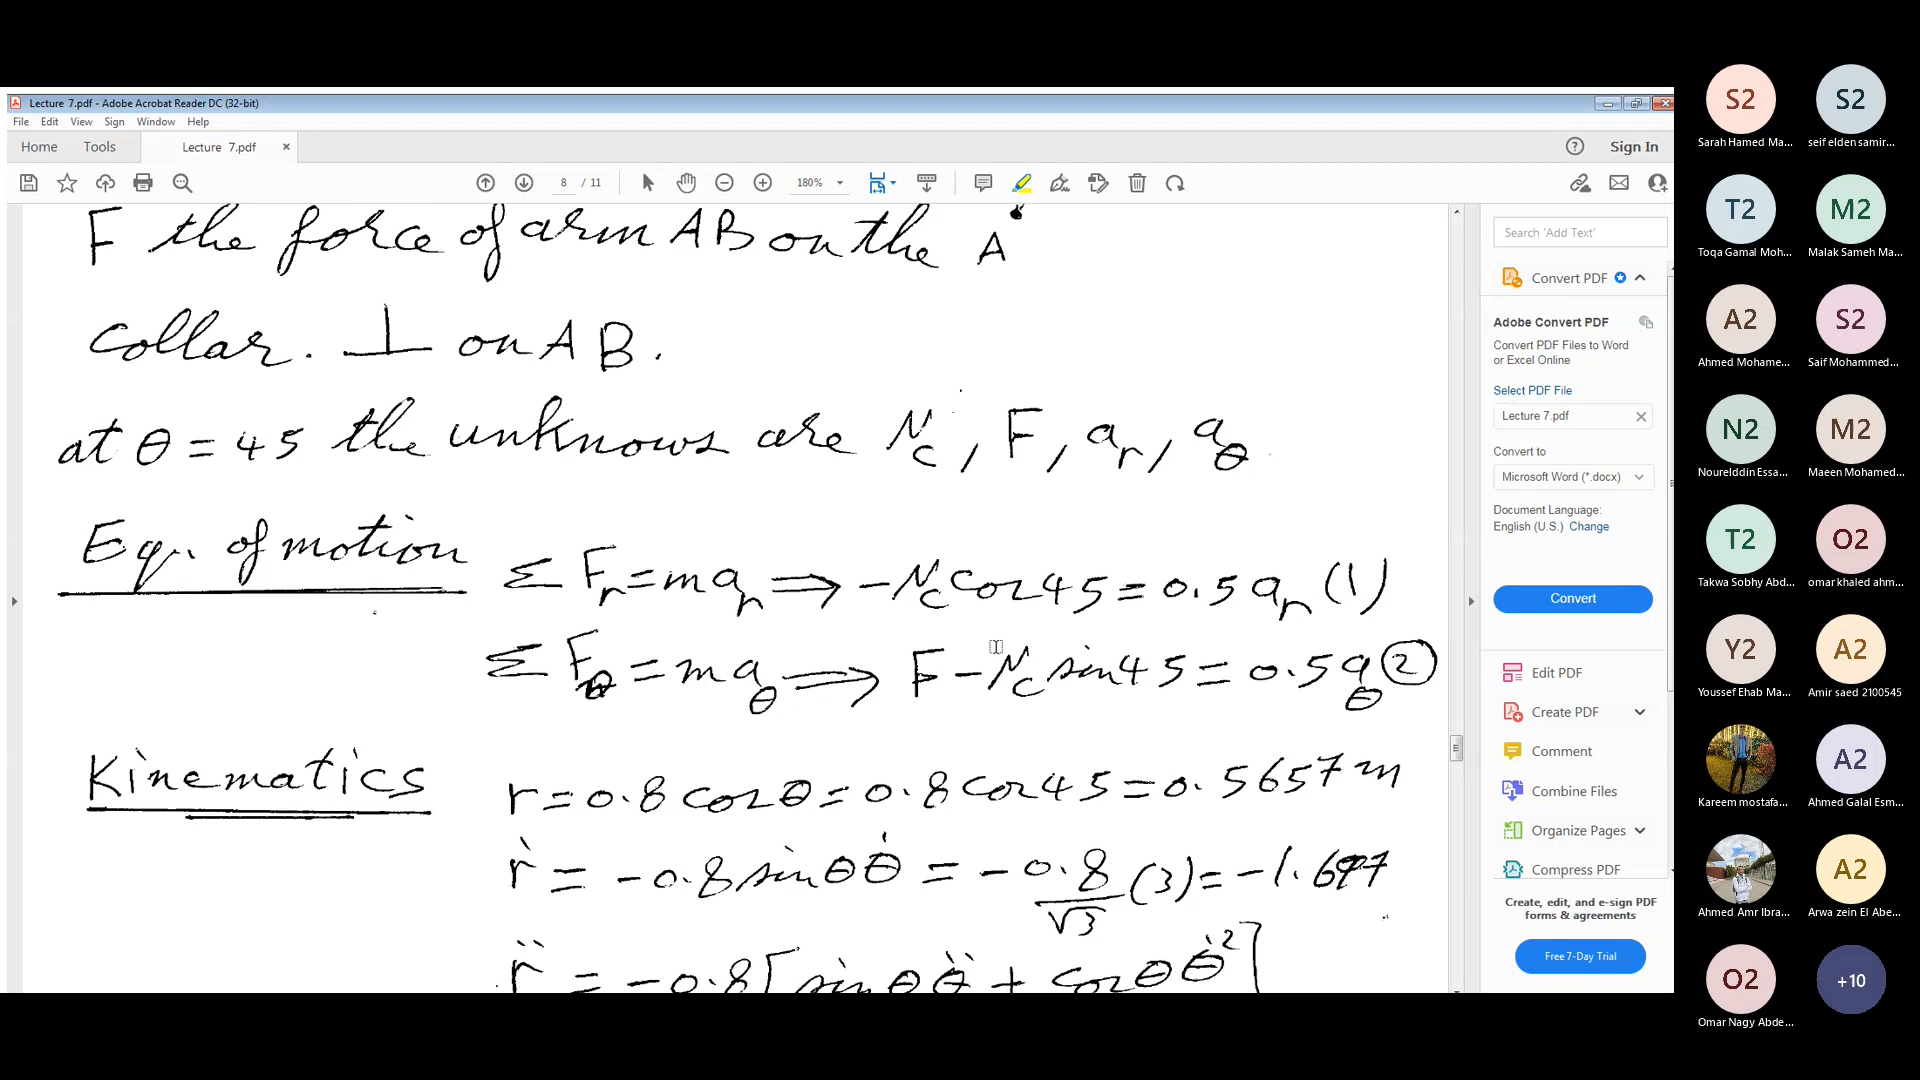 Lecture 7.pdf - Adobe Acrobat Reader DC (32-bit)
File Edit View Sign Window Help
Home Tools Lecture 7.pdf × Sign In
8 / 11 180%
F the force of arm AB on the A
collar. ⊥ on AB.
at θ = 45 the unknows are Nc, F, ar, aθ
Eqn. of motion ΣFr = mar ⟹ -Nc cos 45 = 0.5 ar (1)
ΣFθ = maθ ⟹ F - Nc sin 45 = 0.5 aθ ②
Kinematics r = 0.8 cos θ = 0.8 cos 45 = 0.5657 m
ṙ = -0.8 sin θ θ̇ = -0.8/√3 (3) = -1.697
r̈ = -0.8 [sin θ θ̈ + cos θ θ̇²]
Search 'Add Text'
Convert PDF
Adobe Convert PDF
Convert PDF Files to Word
or Excel Online
Select PDF File
Lecture 7.pdf
Convert to
Microsoft Word (*.docx)
Document Language:
English (U.S.) Change
Convert
Edit PDF
Create PDF
Comment
Combine Files
Organize Pages
Compress PDF
Create, edit, and e-sign PDF
forms & agreements
Free 7-Day Trial
S2 S2
Sarah Hamed Ma... seif elden samir...
T2 M2
Toqa Gamal Moh... Malak Sameh Ma...
A2 S2
Ahmed Mohame... Saif Mohammed...
N2 M2
Nourelddin Essa... Maeen Mohamed...
T2 O2
Takwa Sobhy Abd... omar khaled ahm...
Y2 A2
Youssef Ehab Ma... Amir saed 2100545
A2
Kareem mostafa... Ahmed Galal Esm...
A2
Ahmed Amr Ibra... Arwa zein El Abe...
O2 +10
Omar Nagy Abde...